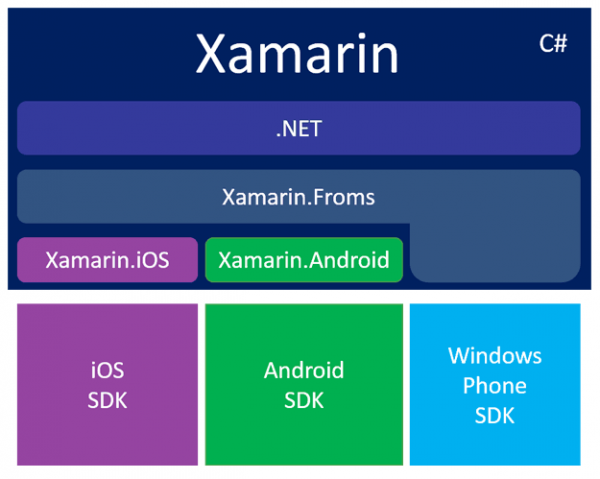 Xamarin
C#
.NET
Xamarin.Froms
Xamarin.iOS
Xamarin.Android
iOS
SDK
Android
SDK
Windows
Phone
SDK